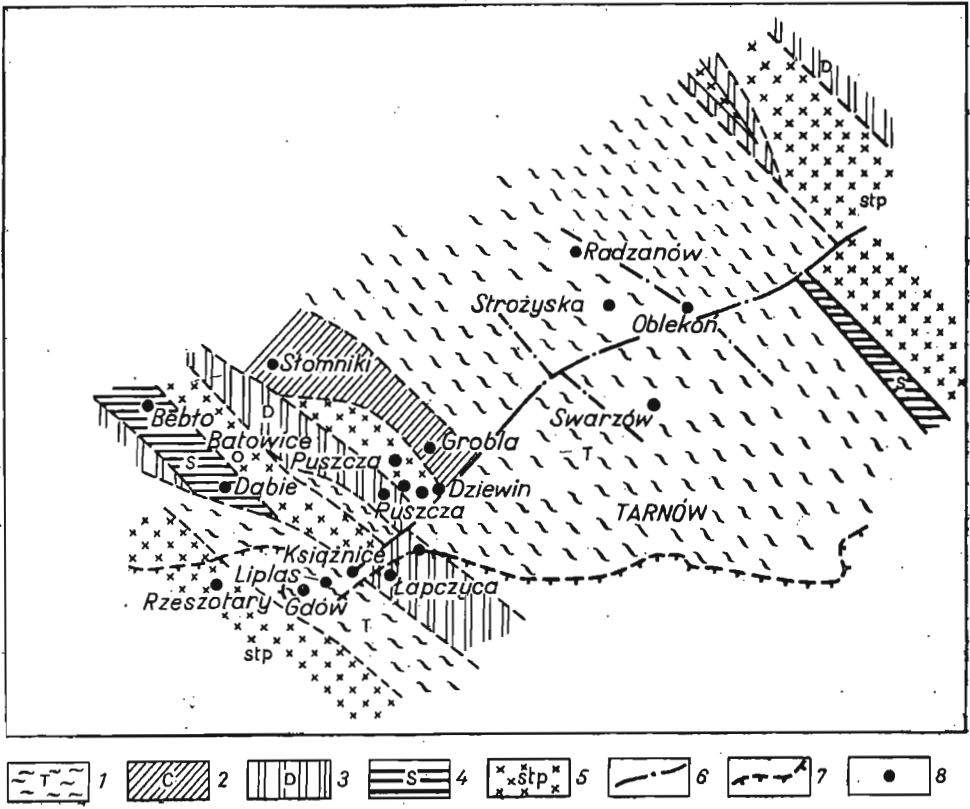 D
stp
Radzanów
Strożyska
Oblekoń
Słomniki
S
Swarzów
D
Bębło
Batowice
Grobla
T
S
Puszcza
Dąbie
Dziewin
Puszcza
TARNÓW
Książnice
Liplas
Łapczyca
Rzeszotary
Gdów
T
stp
T 1
C 2
D 3
S 4
stp 5
6
7
8